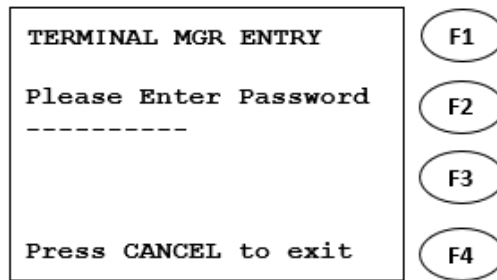 TERMINAL MGR ENTRY F1
Please Enter Password F2
----------
F3
Press CANCEL to exit F4